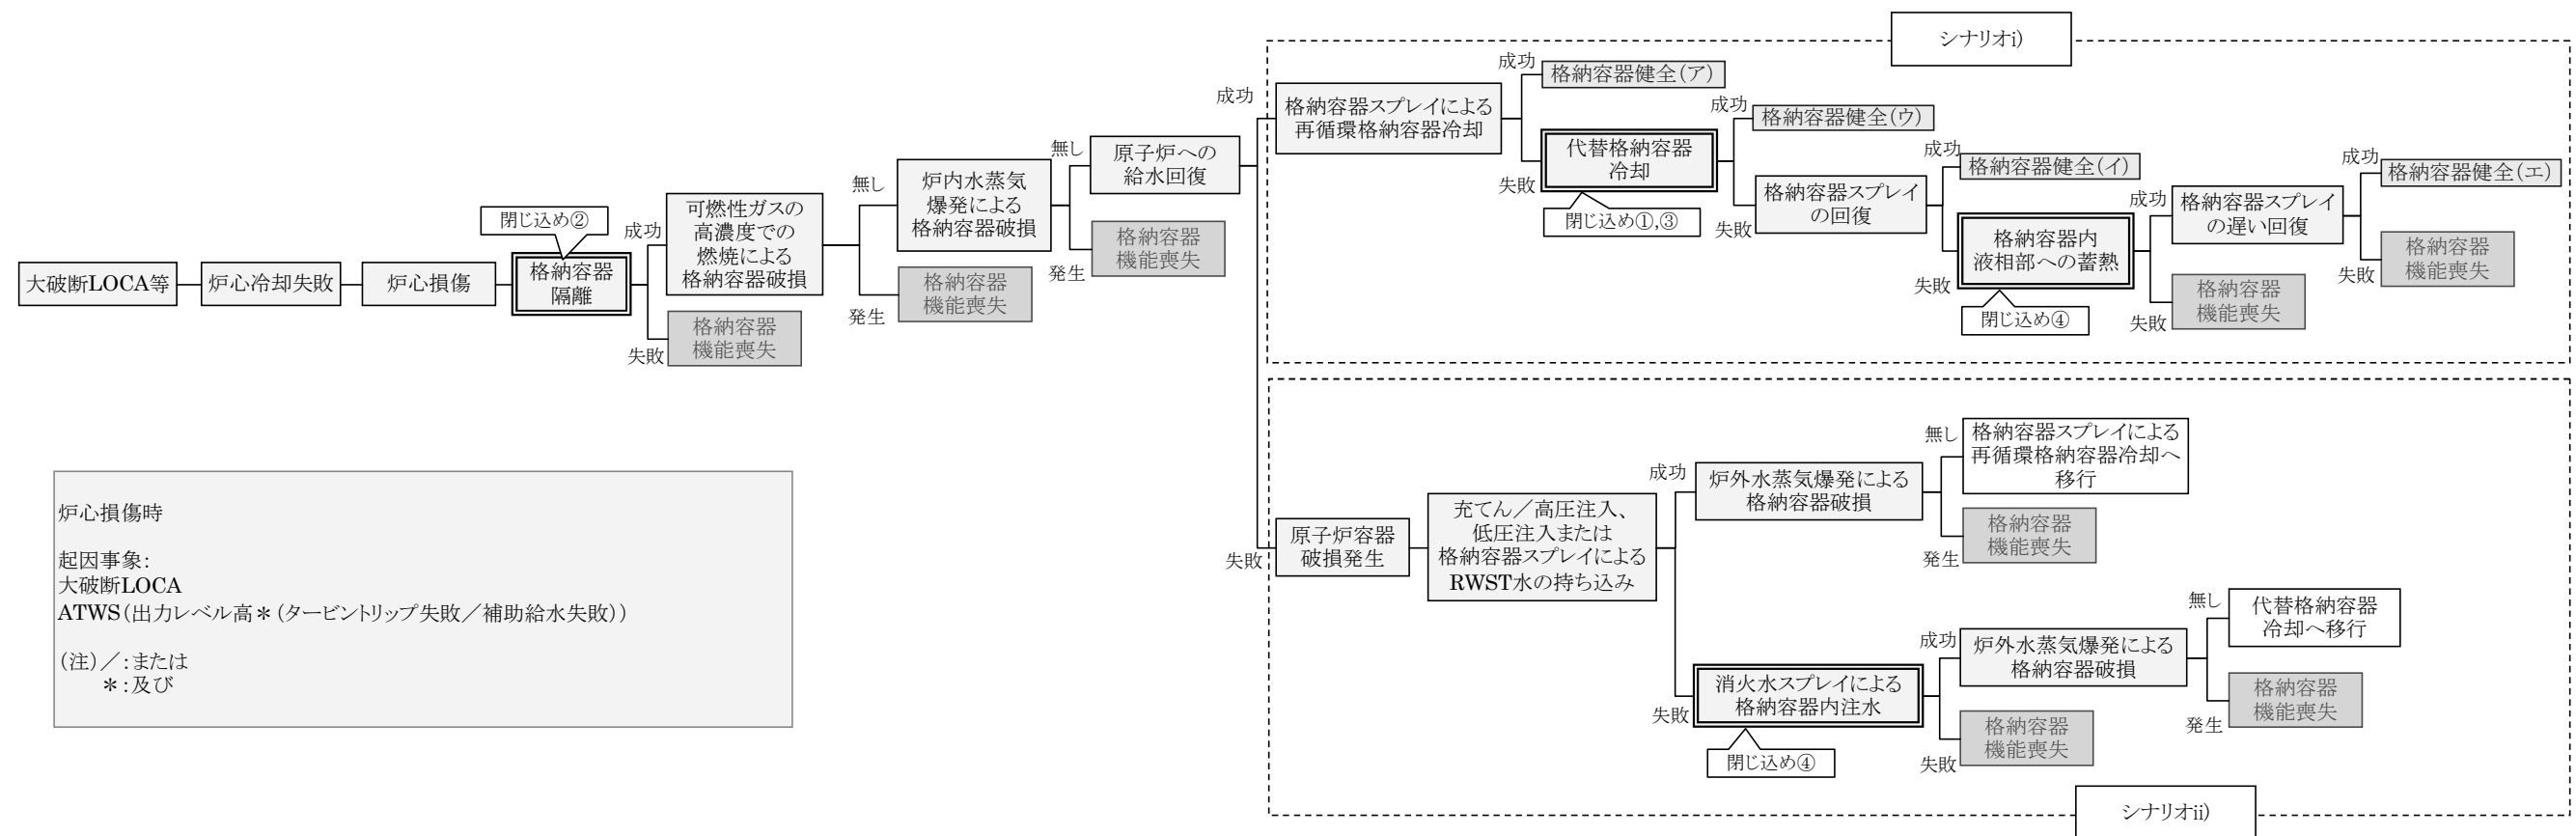 シナリオi)
大破断LOCA等
炉心冷却失敗
炉心損傷
閉じ込め②
格納容器
隔離
成功
可燃性ガスの
高濃度での
燃焼による
格納容器破損
失敗
格納容器
機能喪失
無し
炉内水蒸気
爆発による
格納容器破損
発生
格納容器
機能喪失
無し
原子炉への
給水回復
発生
格納容器
機能喪失
成功
格納容器スプレイによる
再循環格納容器冷却
成功
格納容器健全(ア)
失敗
代替格納容器
冷却
閉じ込め①,③
成功
格納容器健全(ウ)
失敗
格納容器スプレイ
の回復
成功
格納容器健全(イ)
失敗
格納容器内
液相部への蓄熱
閉じ込め④
成功
格納容器スプレイ
の遅い回復
失敗
格納容器
機能喪失
成功
格納容器健全(エ)
失敗
格納容器
機能喪失
失敗
原子炉容器
破損発生
充てん／高圧注入、
低圧注入または
格納容器スプレイによる
RWST水の持ち込み
成功
炉外水蒸気爆発による
格納容器破損
無し
格納容器スプレイによる
再循環格納容器冷却へ
移行
発生
格納容器
機能喪失
失敗
消火水スプレイによる
格納容器内注水
閉じ込め④
成功
炉外水蒸気爆発による
格納容器破損
失敗
格納容器
機能喪失
無し
代替格納容器
冷却へ移行
発生
格納容器
機能喪失
シナリオii)
炉心損傷時
起因事象：
大破断LOCA
ATWS(出力レベル高＊(タービントリップ失敗／補助給水失敗))
(注)／：または
＊：及び